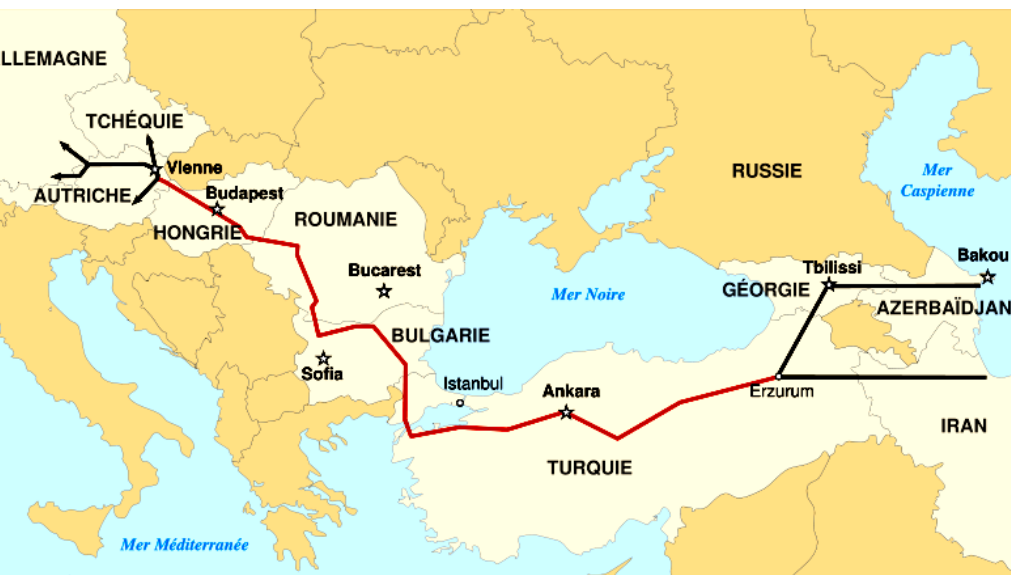 LLEMAGNE
TCHÉQUIE
Vienne
AUTRICHE
Budapest
HONGRIE
ROUMANIE
Bucarest
BULGARIE
Sofia
Istanbul
Ankara
TURQUIE
Erzurum
Mer Noire
Mer Méditerranée
RUSSIE
Mer
Caspienne
Tbilissi
GÉORGIE
Bakou
AZERBAÏDJAN
IRAN